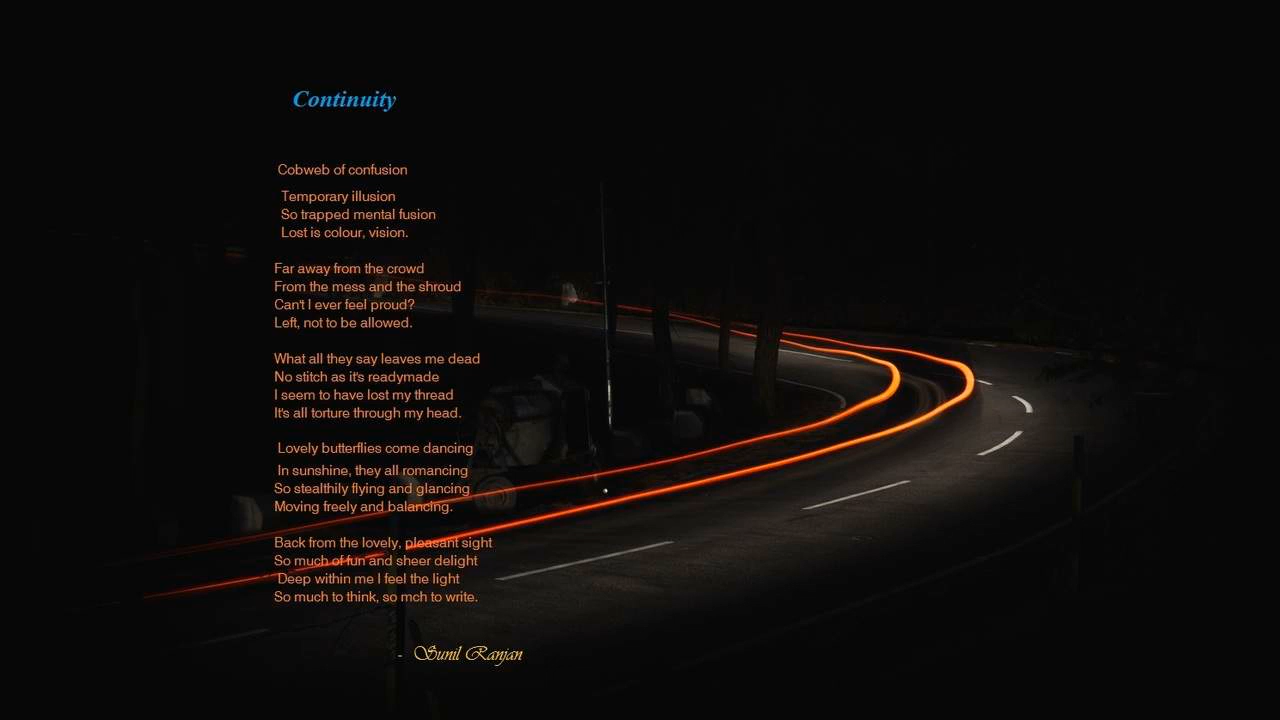 Continuity
Cobweb of confusion
Temporary illusion
So trapped mental fusion
Lost is colour, vision.
Far away from the crowd
From the mess and the shroud
Can't I ever feel proud?
Left, not to be allowed.
What all they say leaves me dead
No stitch as it's readymade
I seem to have lost my thread
It's all torture through my head.
Lovely butterflies come dancing
In sunshine, they all romancing
So stealthily flying and glancing
Moving freely and balancing.
Back from the lovely, pleasant sight
So much of fun and sheer delight
Deep within me I feel the light
So much to think, so mch to write.
- Sunil Ranjan